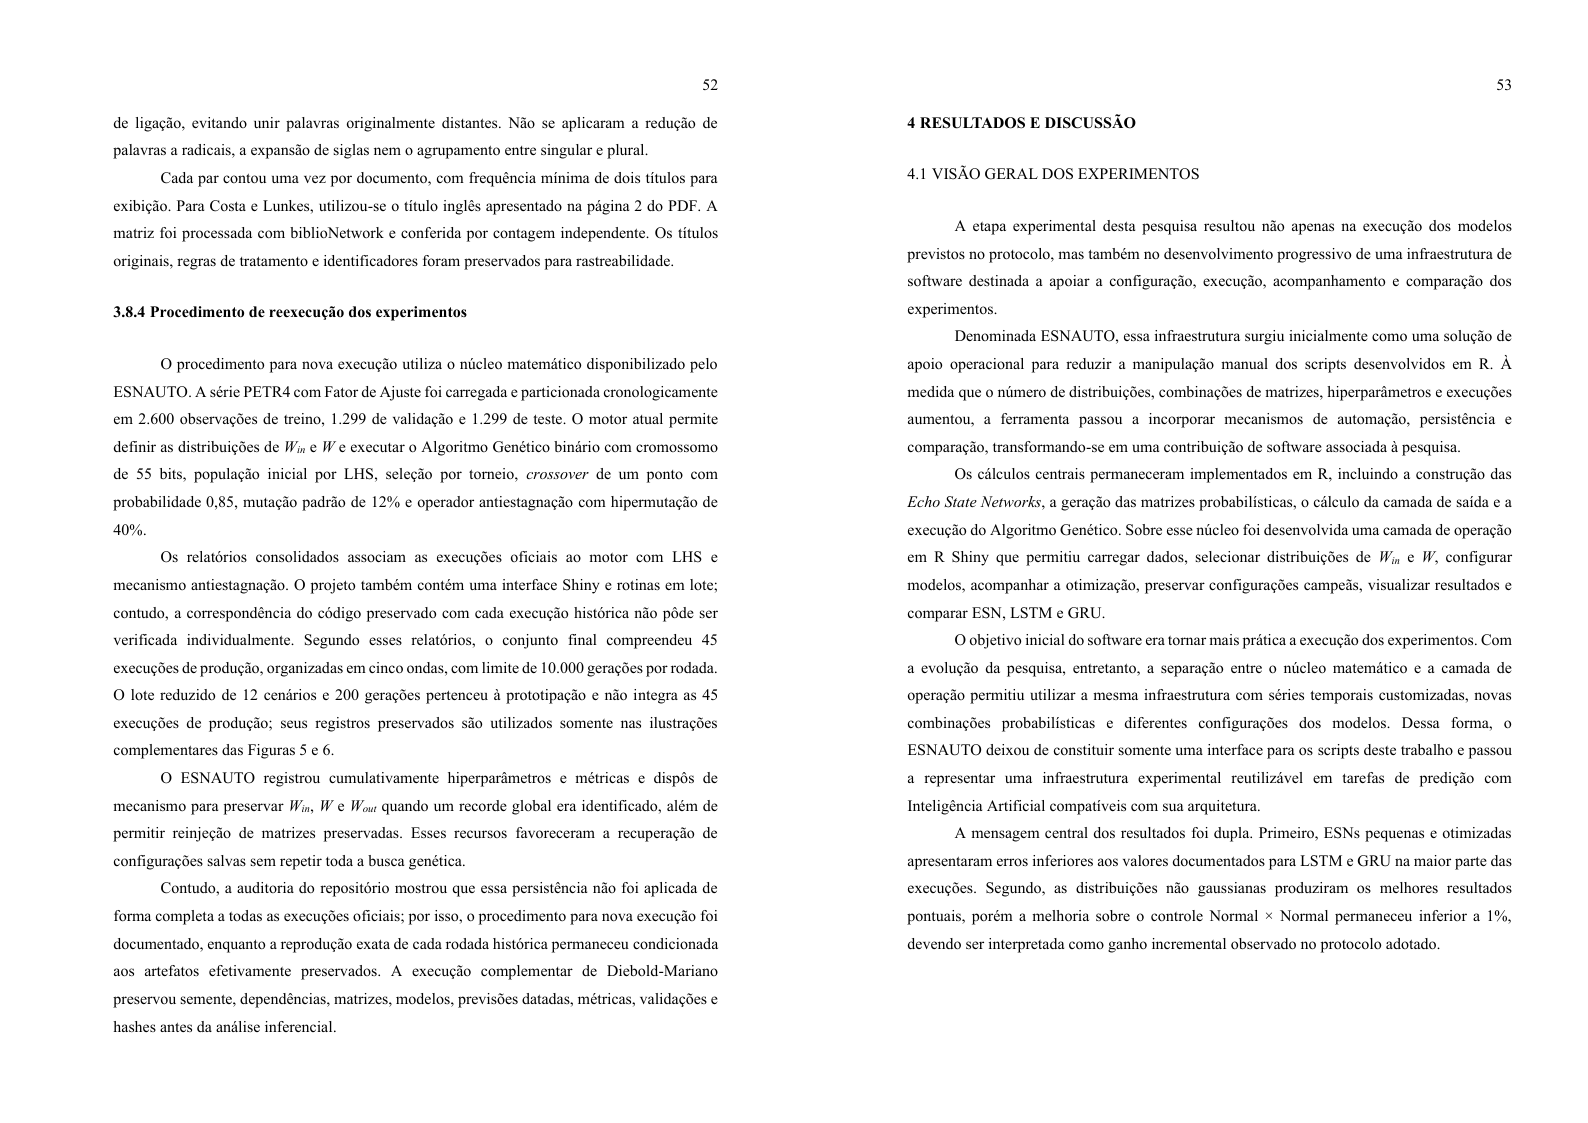 52
de ligação, evitando unir palavras originalmente distantes. Não se aplicaram a redução de
palavras a radicais, a expansão de siglas nem o agrupamento entre singular e plural.
Cada par contou uma vez por documento, com frequência mínima de dois títulos para
exibição. Para Costa e Lunkes, utilizou-se o título inglês apresentado na página 2 do PDF. A
matriz foi processada com biblioNetwork e conferida por contagem independente. Os títulos
originais, regras de tratamento e identificadores foram preservados para rastreabilidade.
3.8.4 Procedimento de reexecução dos experimentos
O procedimento para nova execução utiliza o núcleo matemático disponibilizado pelo
ESNAUTO. A série PETR4 com Fator de Ajuste foi carregada e particionada cronologicamente
em 2.600 observações de treino, 1.299 de validação e 1.299 de teste. O motor atual permite
definir as distribuições de Win e W e executar o Algoritmo Genético binário com cromossomo
de 55 bits, população inicial por LHS, seleção por torneio, crossover de um ponto com
probabilidade 0,85, mutação padrão de 12% e operador antiestagnação com hipermutação de
40%.
Os relatórios consolidados associam as execuções oficiais ao motor com LHS e
mecanismo antiestagnação. O projeto também contém uma interface Shiny e rotinas em lote;
contudo, a correspondência do código preservado com cada execução histórica não pôde ser
verificada individualmente. Segundo esses relatórios, o conjunto final compreendeu 45
execuções de produção, organizadas em cinco ondas, com limite de 10.000 gerações por rodada.
O lote reduzido de 12 cenários e 200 gerações pertenceu à prototipação e não integra as 45
execuções de produção; seus registros preservados são utilizados somente nas ilustrações
complementares das Figuras 5 e 6.
O ESNAUTO registrou cumulativamente hiperparâmetros e métricas e dispôs de
mecanismo para preservar Win, W e Wout quando um recorde global era identificado, além de
permitir reinjeção de matrizes preservadas. Esses recursos favoreceram a recuperação de
configurações salvas sem repetir toda a busca genética.
Contudo, a auditoria do repositório mostrou que essa persistência não foi aplicada de
forma completa a todas as execuções oficiais; por isso, o procedimento para nova execução foi
documentado, enquanto a reprodução exata de cada rodada histórica permaneceu condicionada
aos artefatos efetivamente preservados. A execução complementar de Diebold-Mariano
preservou semente, dependências, matrizes, modelos, previsões datadas, métricas, validações e
hashes antes da análise inferencial.
53
4 RESULTADOS E DISCUSSÃO
4.1 VISÃO GERAL DOS EXPERIMENTOS
A etapa experimental desta pesquisa resultou não apenas na execução dos modelos
previstos no protocolo, mas também no desenvolvimento progressivo de uma infraestrutura de
software destinada a apoiar a configuração, execução, acompanhamento e comparação dos
experimentos.
Denominada ESNAUTO, essa infraestrutura surgiu inicialmente como uma solução de
apoio operacional para reduzir a manipulação manual dos scripts desenvolvidos em R. À
medida que o número de distribuições, combinações de matrizes, hiperparâmetros e execuções
aumentou, a ferramenta passou a incorporar mecanismos de automação, persistência e
comparação, transformando-se em uma contribuição de software associada à pesquisa.
Os cálculos centrais permaneceram implementados em R, incluindo a construção das
Echo State Networks, a geração das matrizes probabilísticas, o cálculo da camada de saída e a
execução do Algoritmo Genético. Sobre esse núcleo foi desenvolvida uma camada de operação
em R Shiny que permitiu carregar dados, selecionar distribuições de Win e W, configurar
modelos, acompanhar a otimização, preservar configurações campeãs, visualizar resultados e
comparar ESN, LSTM e GRU.
O objetivo inicial do software era tornar mais prática a execução dos experimentos. Com
a evolução da pesquisa, entretanto, a separação entre o núcleo matemático e a camada de
operação permitiu utilizar a mesma infraestrutura com séries temporais customizadas, novas
combinações probabilísticas e diferentes configurações dos modelos. Dessa forma, o
ESNAUTO deixou de constituir somente uma interface para os scripts deste trabalho e passou
a representar uma infraestrutura experimental reutilizável em tarefas de predição com
Inteligência Artificial compatíveis com sua arquitetura.
A mensagem central dos resultados foi dupla. Primeiro, ESNs pequenas e otimizadas
apresentaram erros inferiores aos valores documentados para LSTM e GRU na maior parte das
execuções. Segundo, as distribuições não gaussianas produziram os melhores resultados
pontuais, porém a melhoria sobre o controle Normal × Normal permaneceu inferior a 1%,
devendo ser interpretada como ganho incremental observado no protocolo adotado.